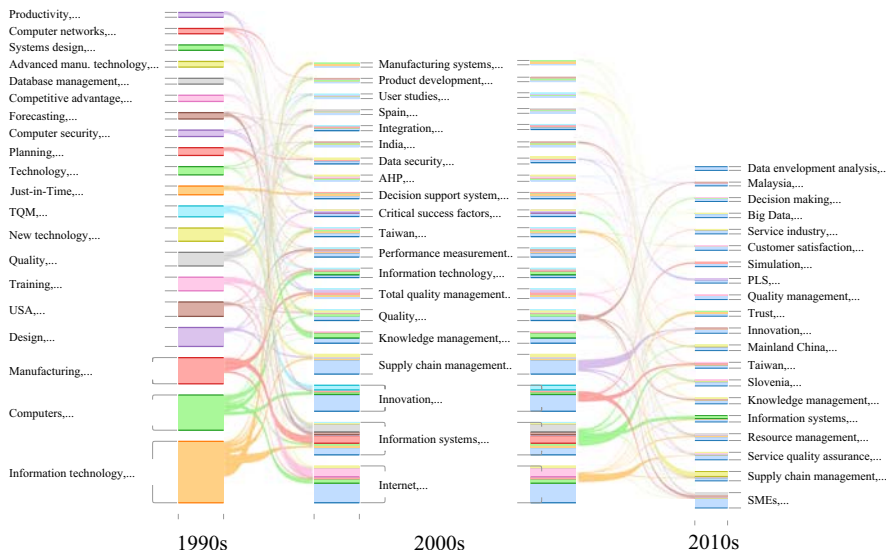 Productivity,...
Computer networks,...
Systems design,...
Advanced manu. technology,...
Database management,...
Competitive advantage,...
Forecasting,...
Computer security,...
Planning,...
Technology,...
Just-in-Time,...
TQM,...
New technology,...
Quality,...
Training,...
USA,...
Design,...
Manufacturing,...
Computers,...
Information technology,...
Manufacturing systems,...
Product development,...
User studies,...
Spain,...
Integration,...
India,...
Data security,...
AHP,...
Decision support system,...
Critical success factors,...
Taiwan,...
Performance measurement..
Information technology,...
Total quality management..
Quality,...
Knowledge management,...
Supply chain management..
Innovation,...
Information systems,...
Internet,...
Data envelopment analysis,...
Malaysia,...
Decision making,...
Big Data,...
Service industry,...
Customer satisfaction,...
Simulation,...
PLS,...
Quality management,...
Trust,...
Innovation,...
Mainland China,...
Taiwan,...
Slovenia,...
Knowledge management,...
Information systems,...
Resource management,...
Service quality assurance,...
Supply chain management,...
SMEs,...
1990s
2000s
2010s